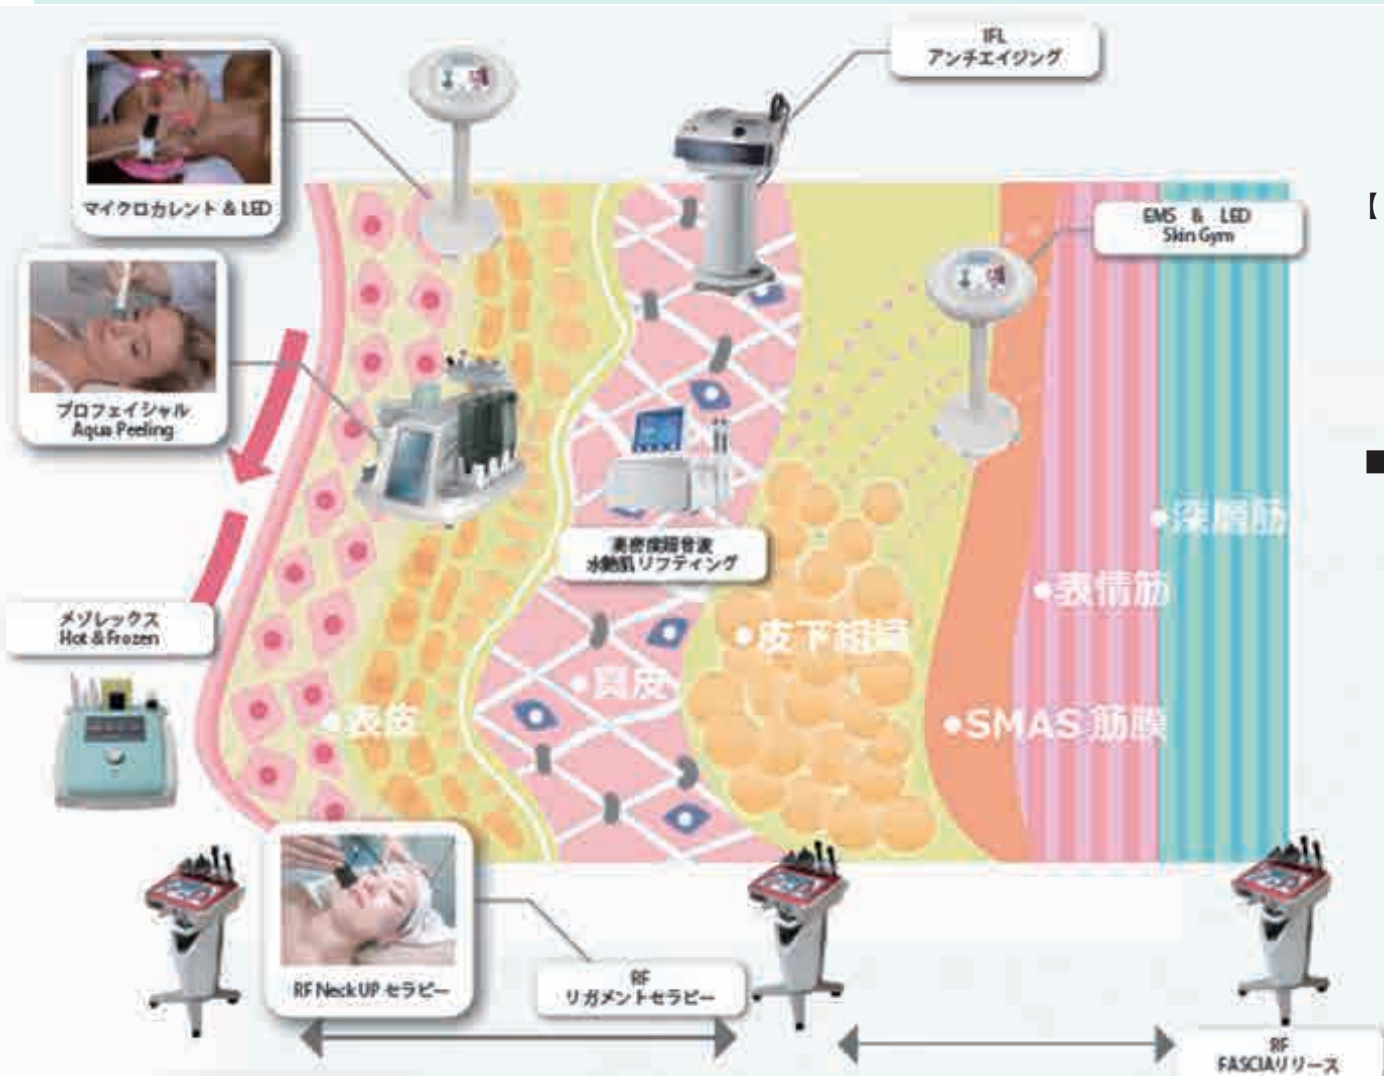 IFL
アンチエイジング
マイクロカレント & LED
EMS & LED
Skin Gym
【
プロフェイシャル
Aqua Peeling
■
高密度超音波
水艶肌リフティング
メゾレックス
Hot & Frozen
●深層筋
●表情筋
●皮下組織
●真皮
●表皮
●SMAS 筋膜
RF Neck UP セラピー
RF
リガメントセラピー
RF
FASCIAリリース